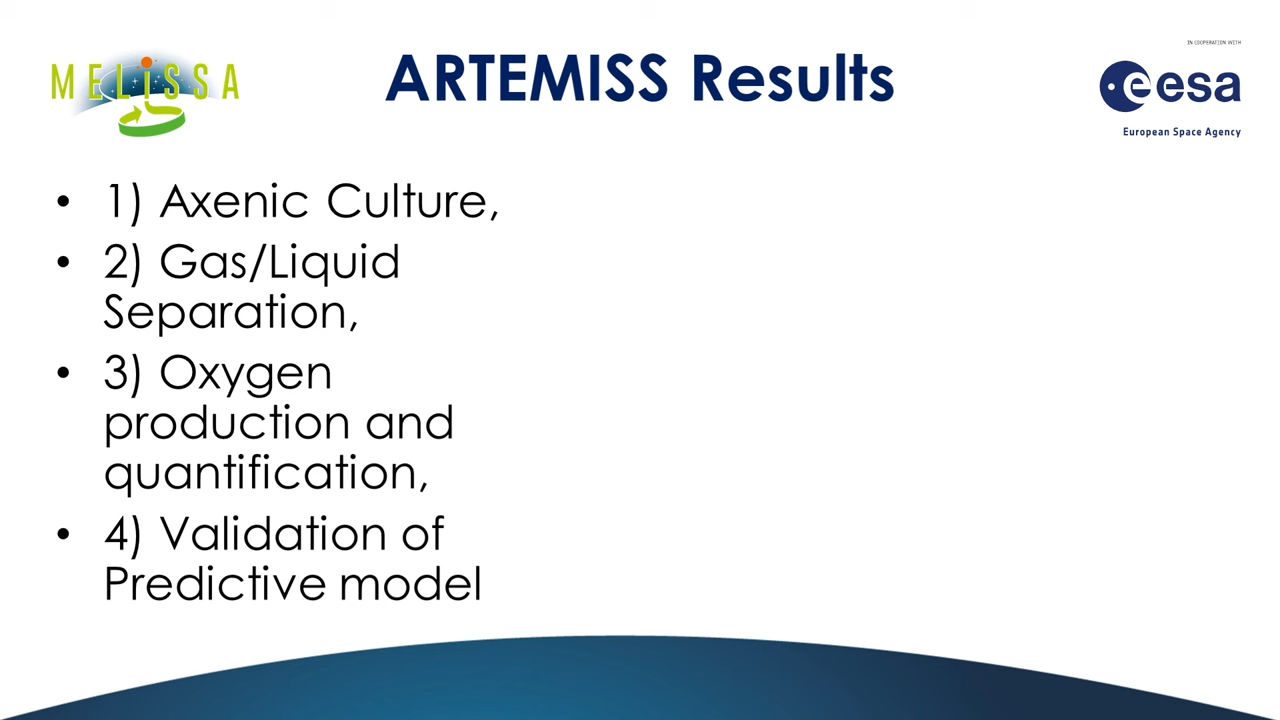 MELiSSA
ARTEMISS Results
IN COOPERATION WITH
esa
European Space Agency
• 1) Axenic Culture,
• 2) Gas/Liquid
Separation,
• 3) Oxygen
production and
quantification,
• 4) Validation of
Predictive model